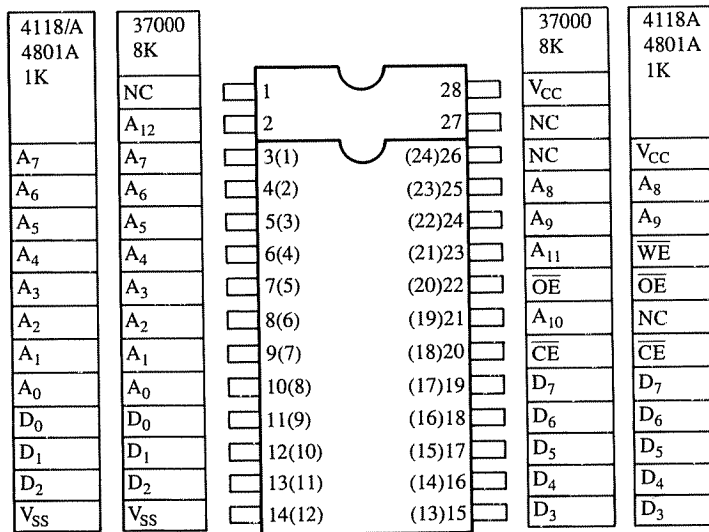 4118/A
4801A
1K
A7
A6
A5
A4
A3
A2
A1
A0
D0
D1
D2
VSS
37000
8K
NC
A12
A7
A6
A5
A4
A3
A2
A1
A0
D0
D1
D2
VSS
1 28
2 27
3(1) (24)26
4(2) (23)25
5(3) (22)24
6(4) (21)23
7(5) (20)22
8(6) (19)21
9(7) (18)20
10(8) (17)19
11(9) (16)18
12(10) (15)17
13(11) (14)16
14(12) (13)15
37000
8K
VCC
NC
NC
A8
A9
A11
O̅E̅
A10
C̅E̅
D7
D6
D5
D4
D3
4118A
4801A
1K
VCC
A8
A9
W̅E̅
O̅E̅
NC
C̅E̅
D7
D6
D5
D4
D3